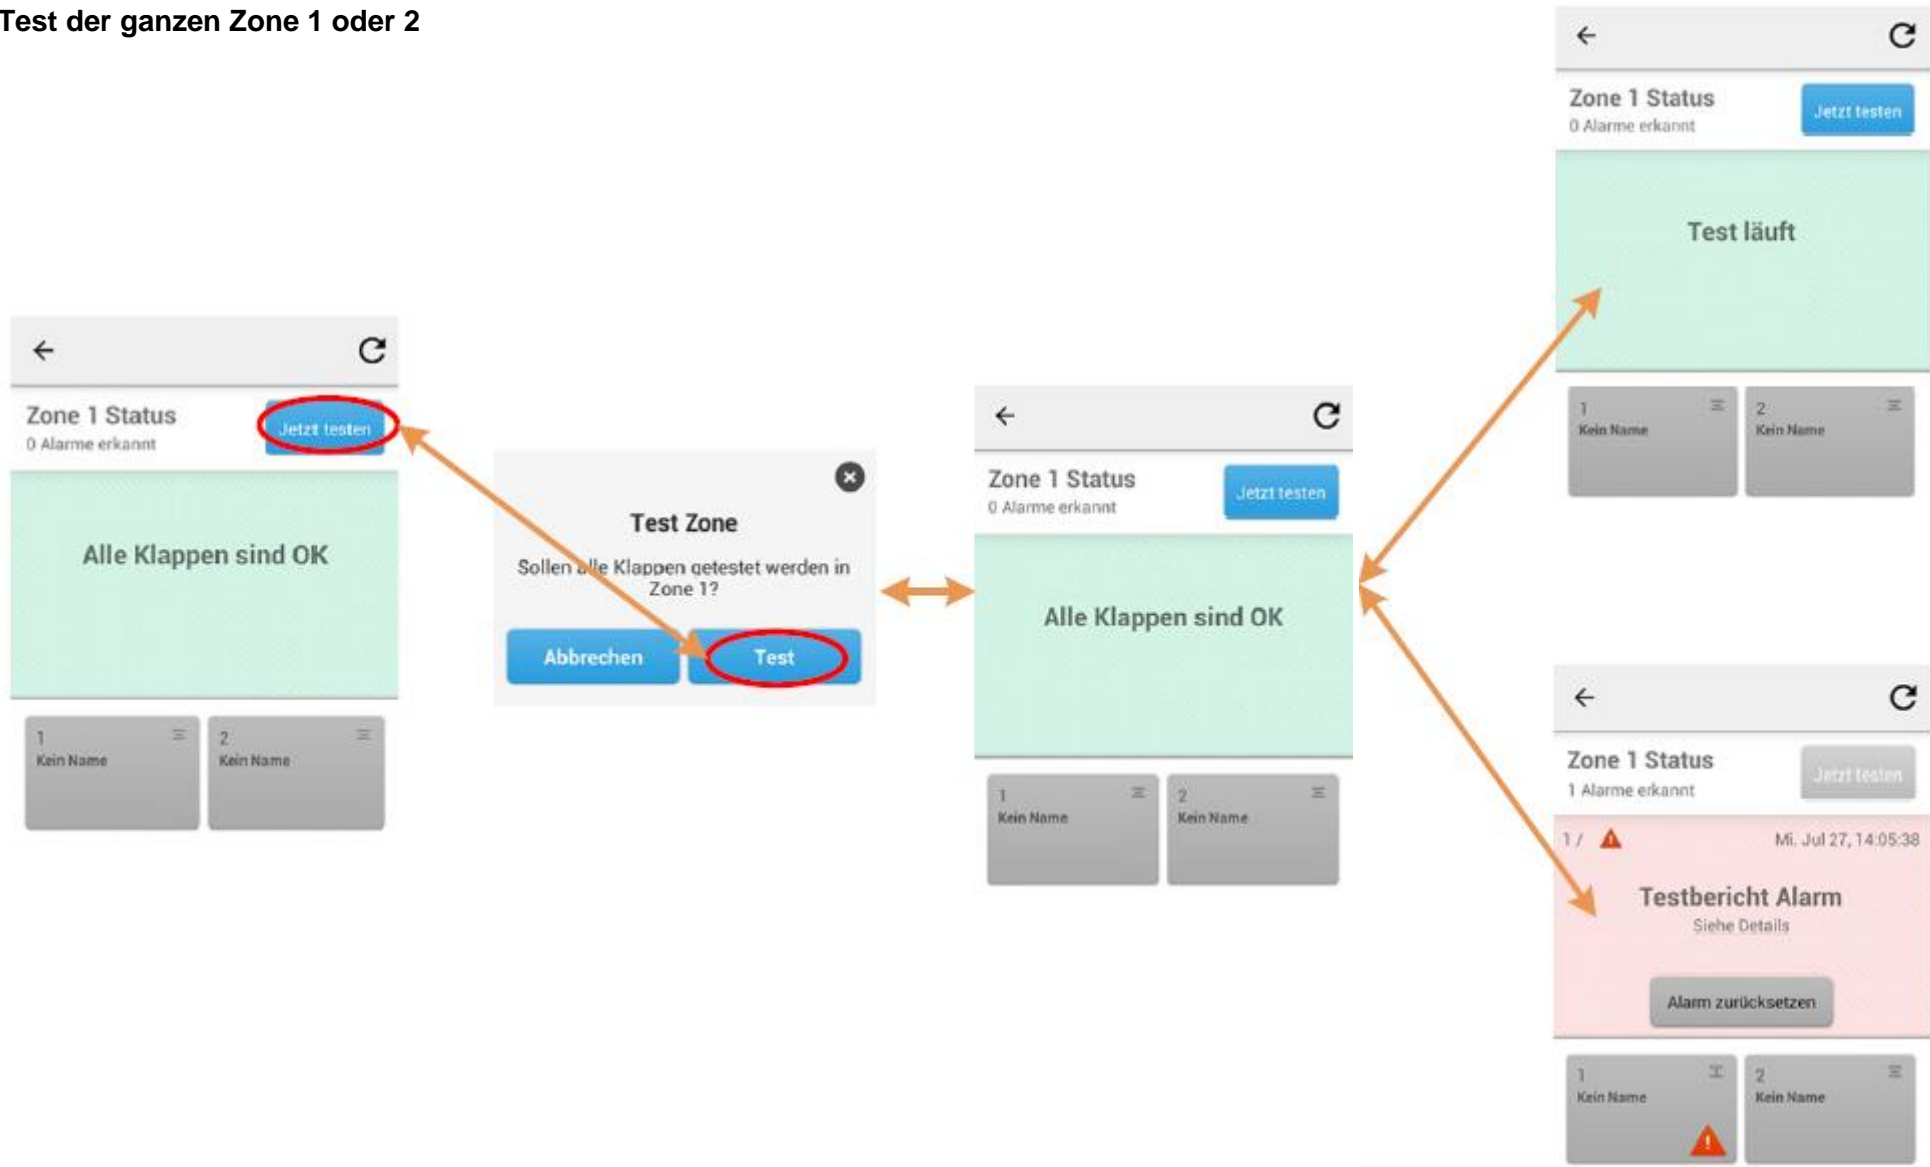 Test der ganzen Zone 1 oder 2
Zone 1 Status
Jetzt testen
0 Alarme erkannt
Alle Klappen sind OK
1
Kein Name
2
Kein Name
Test Zone
Sollen alle Klappen getestet werden in
Zone 1?
Abbrechen
Test
Zone 1 Status
Jetzt testen
0 Alarme erkannt
Alle Klappen sind OK
1
Kein Name
2
Kein Name
Zone 1 Status
Jetzt testen
0 Alarme erkannt
Test läuft
1
Kein Name
2
Kein Name
Zone 1 Status
Jetzt testen
1 Alarme erkannt
1 /
Mi. Jul 27, 14:05:38
Testbericht Alarm
Siehe Details
Alarm zurücksetzen
1
Kein Name
2
Kein Name